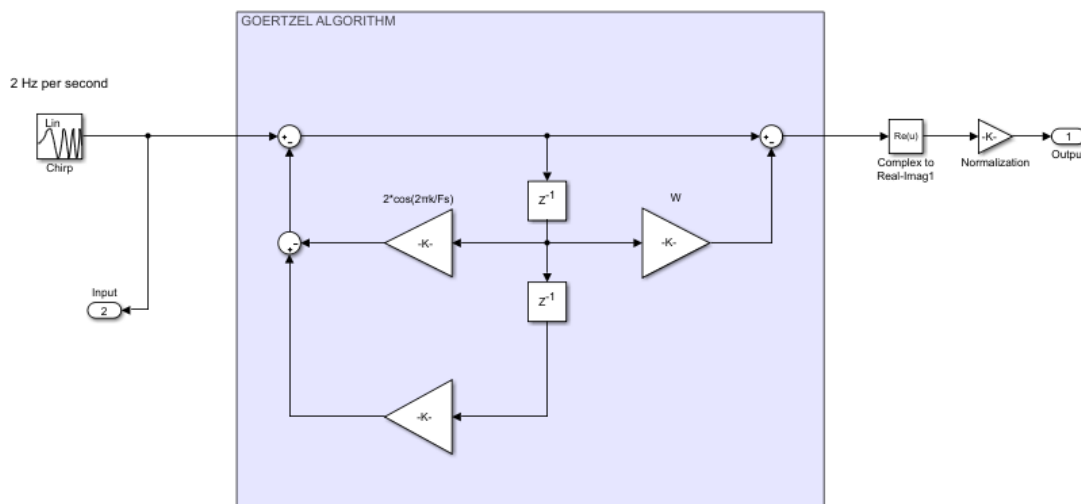 GOERTZEL ALGORITHM
2 Hz per second
Lin
Chirp
+
-
+
-
Re(u)
Complex to
Real-Imag1
-K-
Normalization
1
Output
Z-1
2*cos(2πk/Fs)
-K-
W
-K-
+
-
Z-1
Input
2
-K-